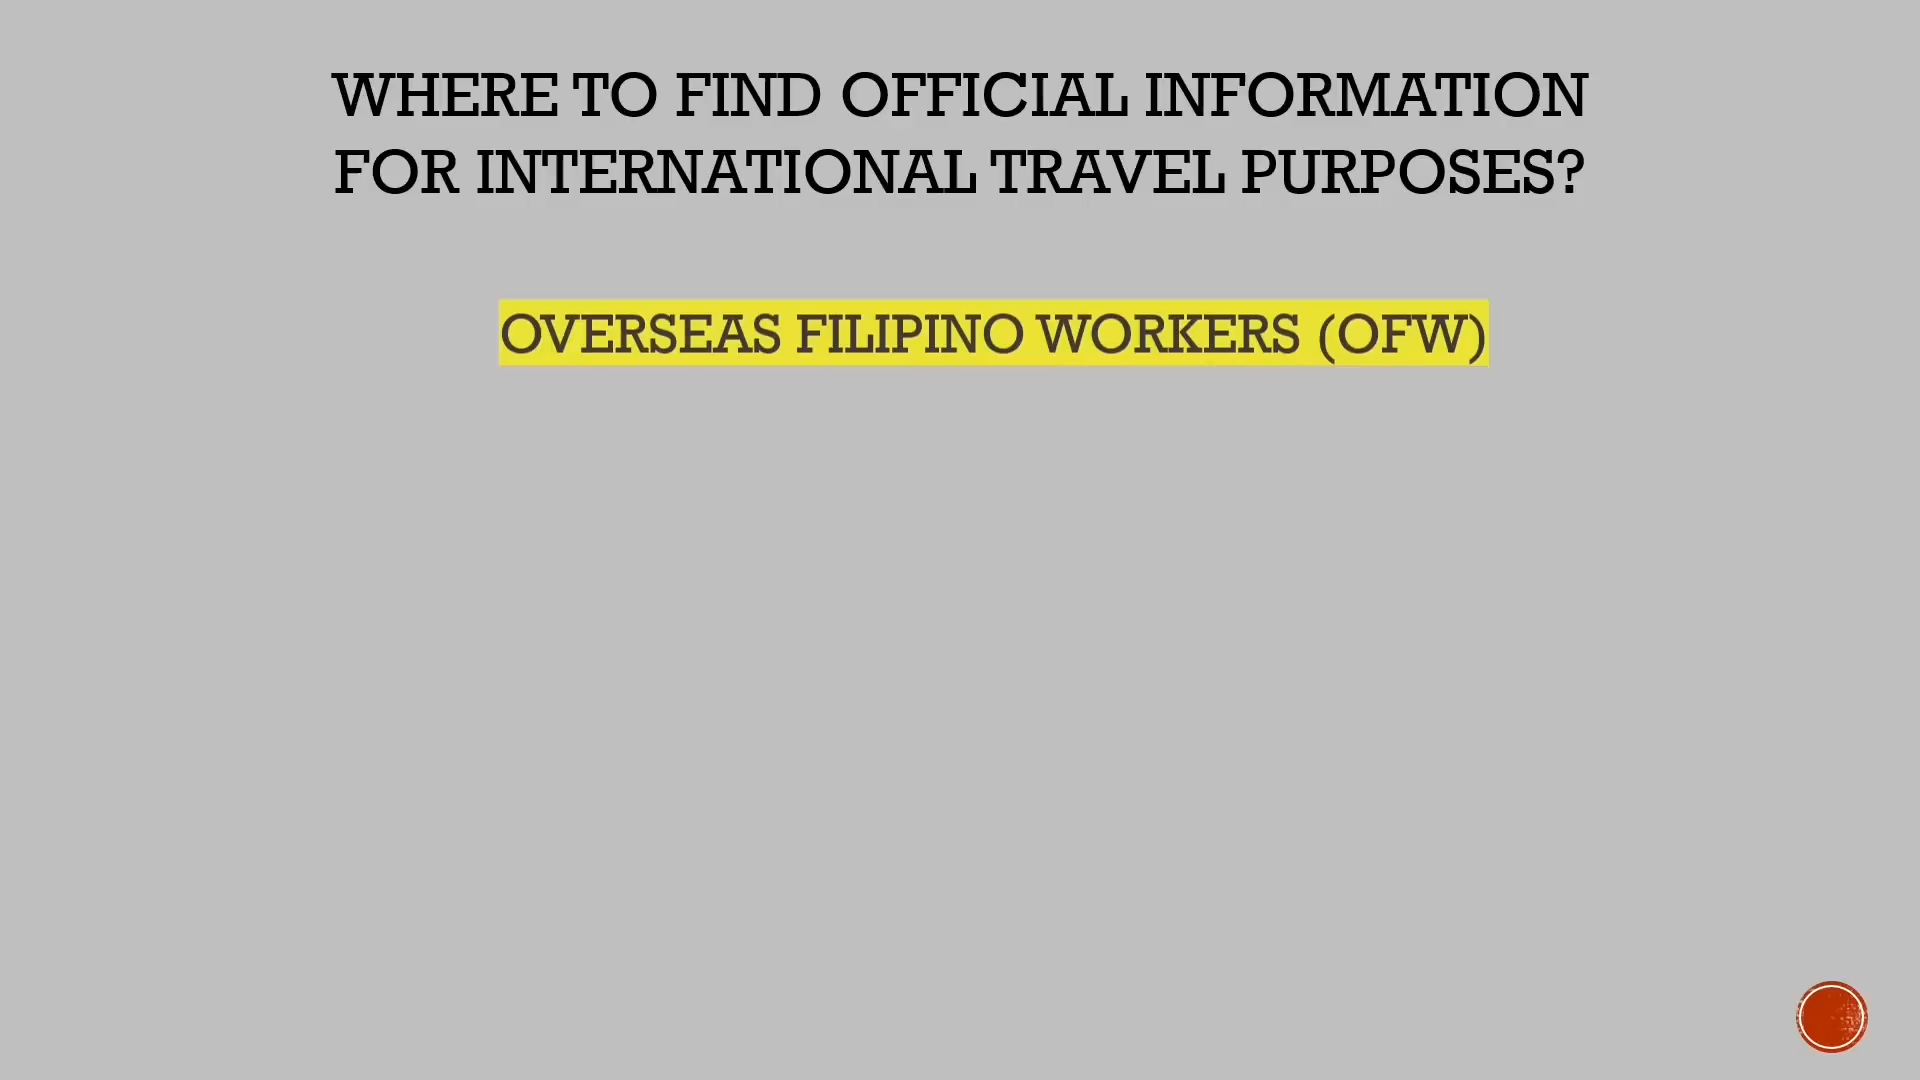 WHERE TO FIND OFFICIAL INFORMATION
FOR INTERNATIONAL TRAVEL PURPOSES?
OVERSEAS FILIPINO WORKERS (OFW)